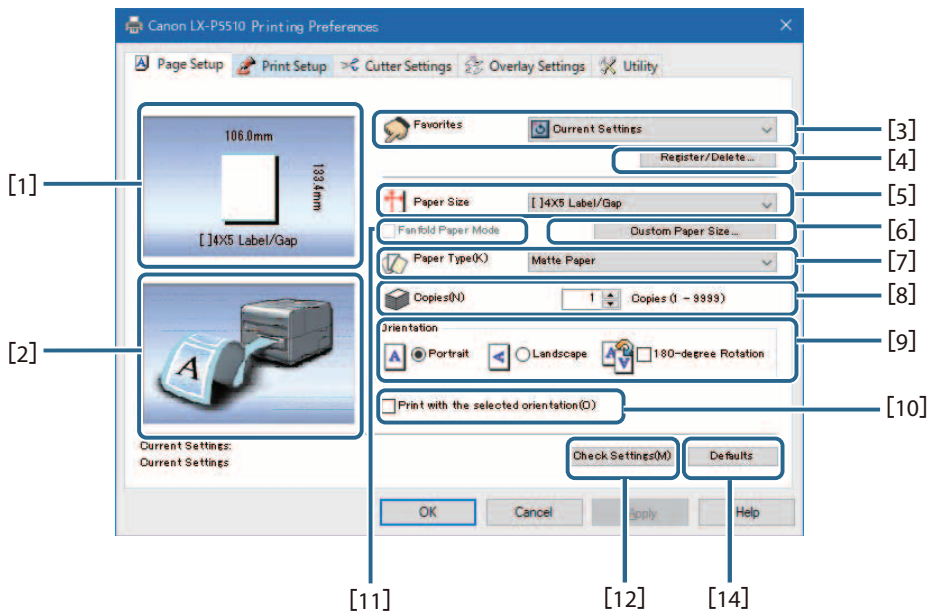 Canon LX-P5510 Printing Preferences
Page Setup Print Setup Cutter Settings Overlay Settings Utility
106.0mm
133.4mm
[ ]4X5 Label/Gap
[1]
A
[2]
Favorites Current Settings
[3]
Register/Delete...
[4]
Paper Size [ ]4X5 Label/Gap
[5]
Fanfold Paper Mode Custom Paper Size...
[6]
Paper Type(K) Matte Paper
[7]
Copies(N) 1 Copies (1 - 9999)
[8]
Orientation
A Portrait A Landscape A A 180-degree Rotation
[9]
Print with the selected orientation(O)
[10]
Current Settings:
Current Settings
Check Settings(M) Defaults
OK Cancel Apply Help
[11] [12] [14]